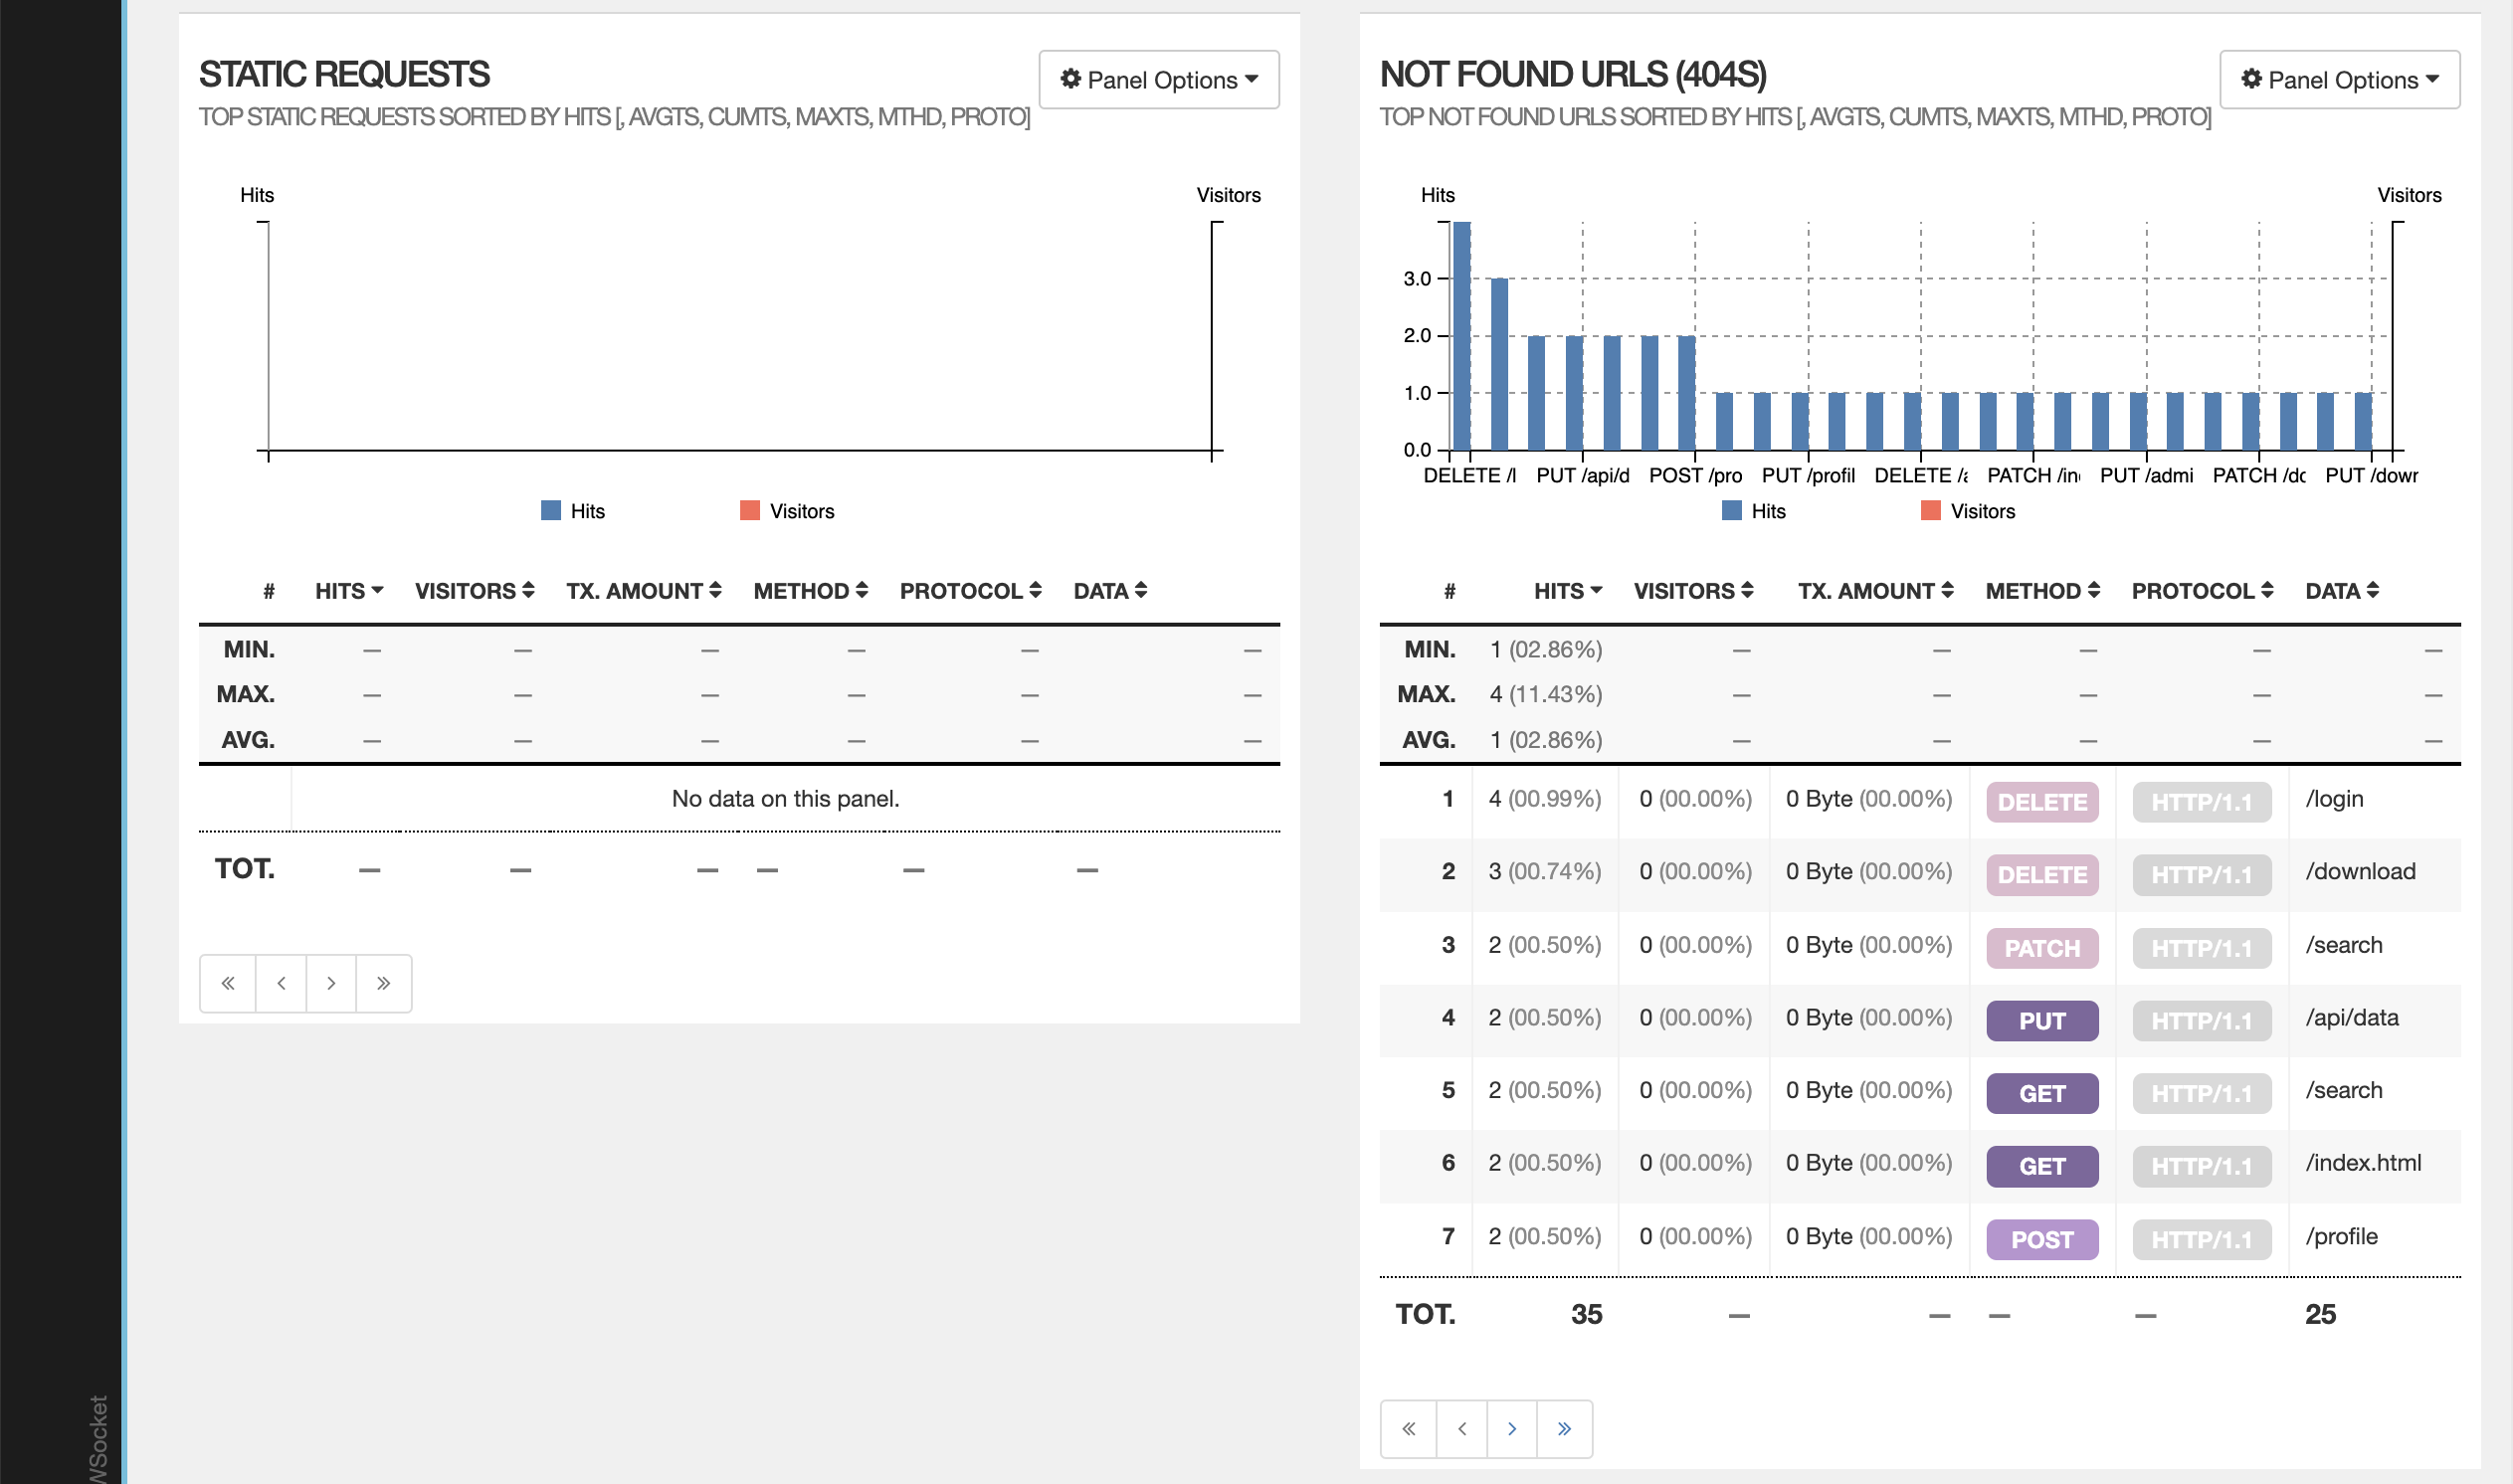 STATIC REQUESTS
Panel Options
TOP STATIC REQUESTS SORTED BY HITS [, AVGTS, CUMTS, MAXTS, MTHD, PROTO]
Hits
Visitors
Hits
Visitors
# HITS VISITORS TX. AMOUNT METHOD PROTOCOL DATA
MIN. — — — — — —
MAX. — — — — — —
AVG. — — — — — —
No data on this panel.
TOT. — — — — — —
« ‹ › »
NOT FOUND URLS (404S)
Panel Options
TOP NOT FOUND URLS SORTED BY HITS [, AVGTS, CUMTS, MAXTS, MTHD, PROTO]
Hits
Visitors
3.0
2.0
1.0
0.0
DELETE /l PUT /api/d POST /pro PUT /profil DELETE /a PATCH /in PUT /admi PATCH /dc PUT /dowr
Hits
Visitors
# HITS VISITORS TX. AMOUNT METHOD PROTOCOL DATA
MIN. 1 (02.86%) — — — — —
MAX. 4 (11.43%) — — — — —
AVG. 1 (02.86%) — — — — —
1 4 (00.99%) 0 (00.00%) 0 Byte (00.00%) DELETE HTTP/1.1 /login
2 3 (00.74%) 0 (00.00%) 0 Byte (00.00%) DELETE HTTP/1.1 /download
3 2 (00.50%) 0 (00.00%) 0 Byte (00.00%) PATCH HTTP/1.1 /search
4 2 (00.50%) 0 (00.00%) 0 Byte (00.00%) PUT HTTP/1.1 /api/data
5 2 (00.50%) 0 (00.00%) 0 Byte (00.00%) GET HTTP/1.1 /search
6 2 (00.50%) 0 (00.00%) 0 Byte (00.00%) GET HTTP/1.1 /index.html
7 2 (00.50%) 0 (00.00%) 0 Byte (00.00%) POST HTTP/1.1 /profile
TOT. 35 — — — — 25
« ‹ › »
WSocket